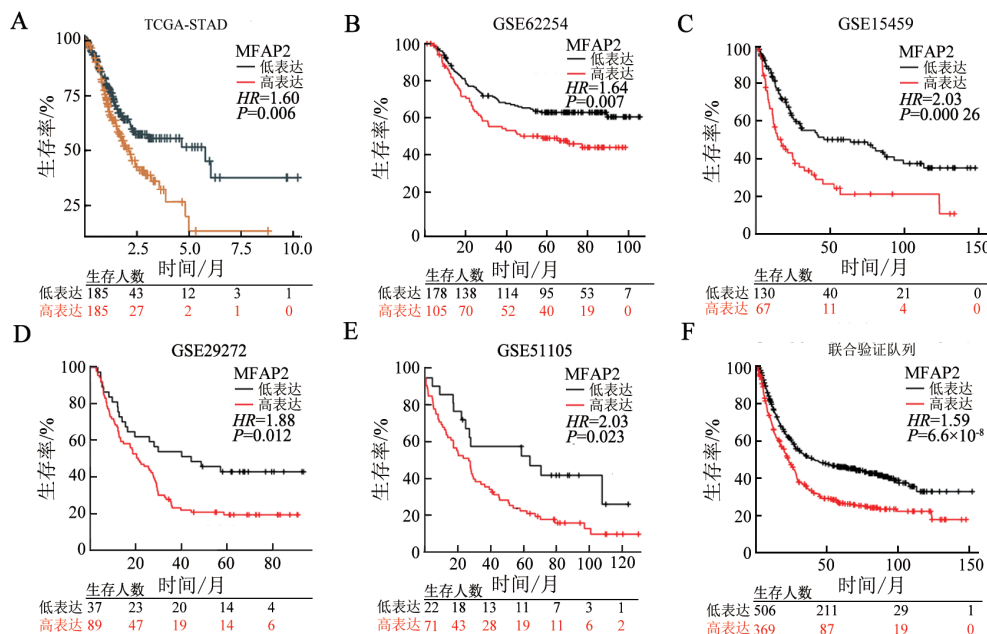 A
TCGA-STAD
MFAP2
低表达
高表达
HR=1.60
P=0.006
生存率/%
100
75
50
25
2.5 5.0 7.5 10.0
时间/月
生存人数
低表达 185 43 12 3 1
高表达 185 27 2 1 0
B
GSE62254
MFAP2
低表达
高表达
HR=1.64
P=0.007
生存率/%
100
80
60
40
20
20 40 60 80 100
时间/月
生存人数
低表达 178 138 114 95 53 7
高表达 105 70 52 40 19 0
C
GSE15459
MFAP2
低表达
高表达
HR=2.03
P=0.000 26
生存率/%
100
80
60
40
20
50 100 150
时间/月
生存人数
低表达 130 40 21 0
高表达 67 11 4 0
D
GSE29272
MFAP2
低表达
高表达
HR=1.88
P=0.012
生存率/%
100
80
60
40
20
20 40 60 80
时间/月
生存人数
低表达 37 23 20 14 4
高表达 89 47 19 14 6
E
GSE51105
MFAP2
低表达
高表达
HR=2.03
P=0.023
生存率/%
100
80
60
40
20
20 40 60 80 100 120
时间/月
生存人数
低表达 22 18 13 11 7 3 1
高表达 71 43 28 19 11 6 2
F
联合验证队列
MFAP2
低表达
高表达
HR=1.59
P=6.6×10⁻⁸
生存率/%
100
80
60
40
20
50 100 150
时间/月
生存人数
低表达 506 211 29 1
高表达 369 87 19 0